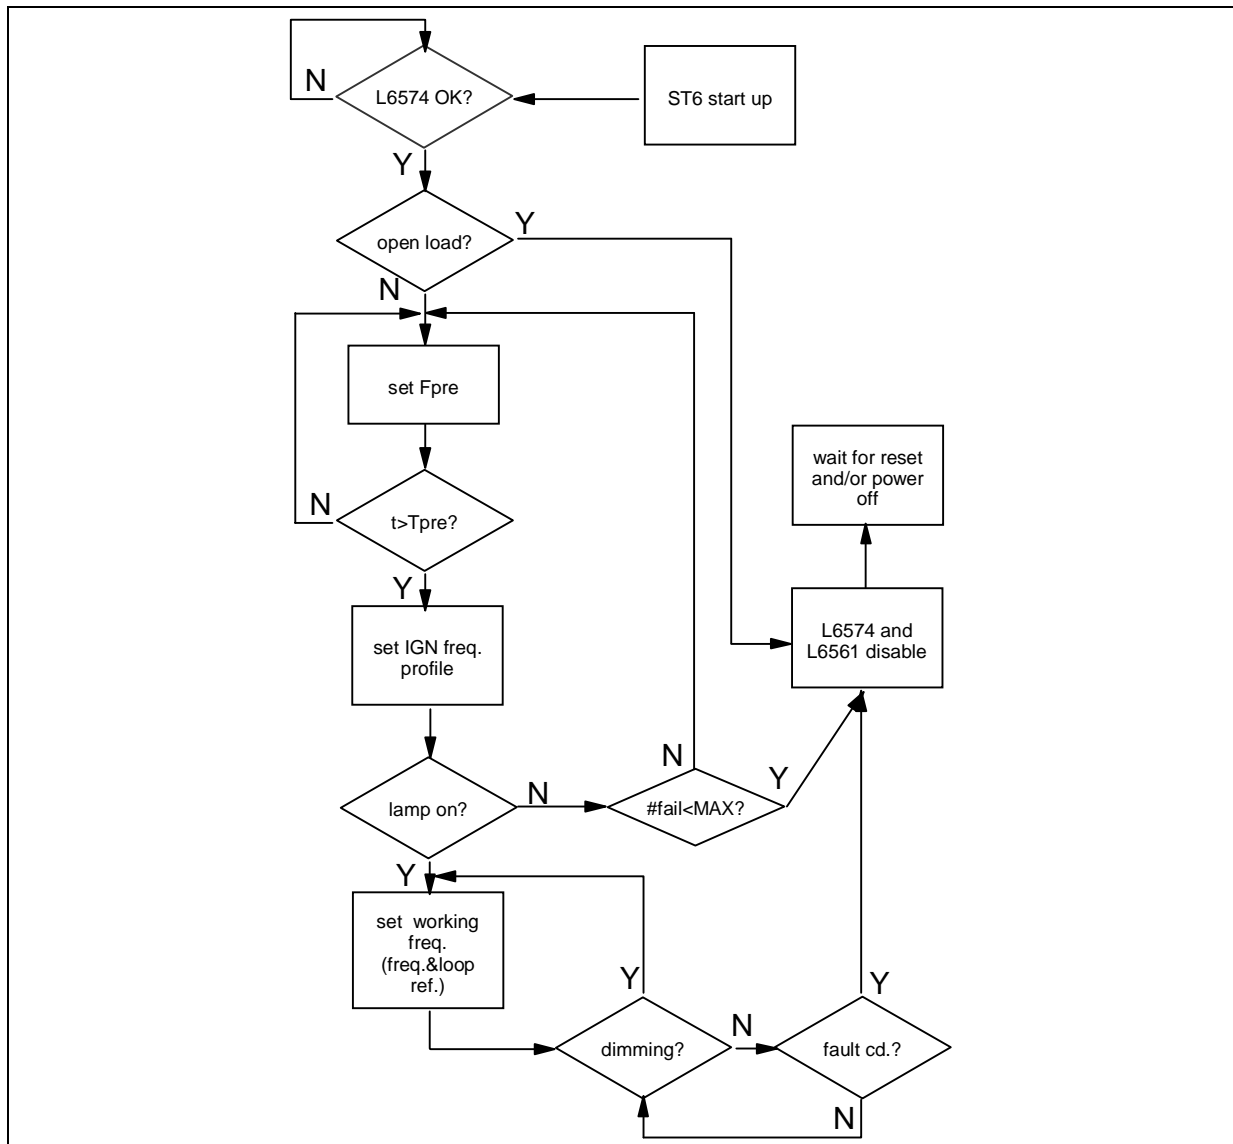 N
L6574 OK?
ST6 start up
Y
open load?
Y
N
set Fpre
N
t>Tpre?
Y
wait for reset
and/or power
off
set IGN freq.
profile
L6574 and
L6561 disable
lamp on?
N
N
#fail<MAX?
Y
Y
set working
freq.
(freq.&loop
ref.)
Y
dimming?
N
Y
fault cd.?
N